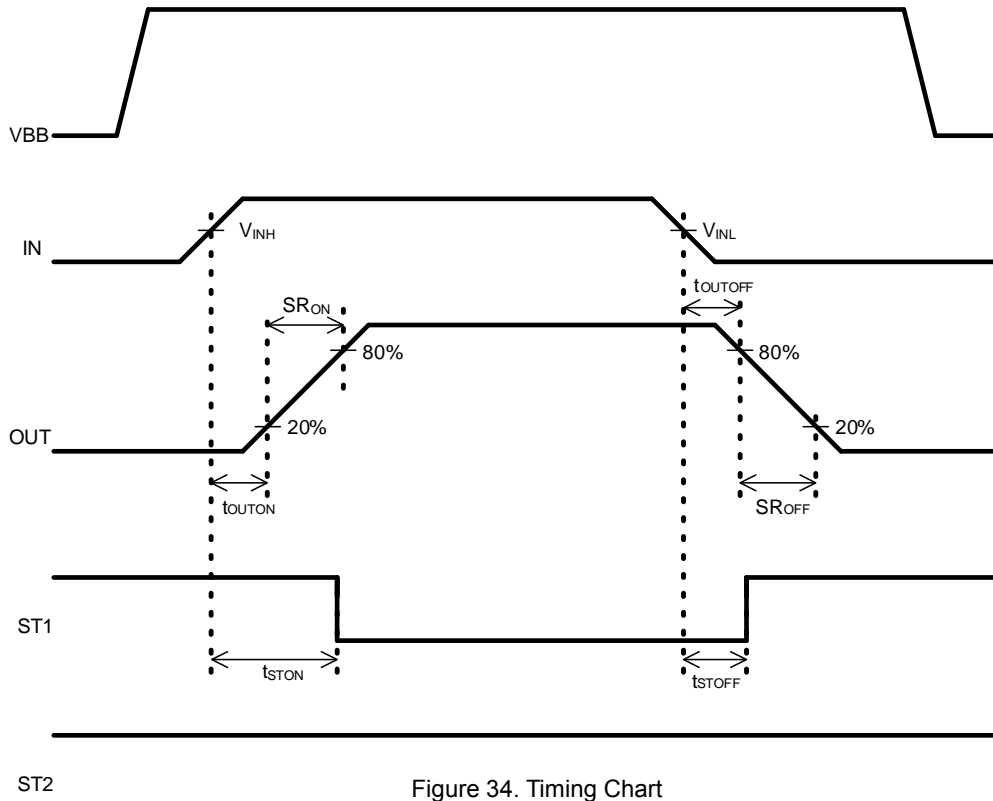 VBB
IN
VINH
VINL
OUT
SRON
80%
20%
tOUTON
tOUTOFF
80%
20%
SROFF
ST1
tSTON
tSTOFF
ST2
Figure 34. Timing Chart